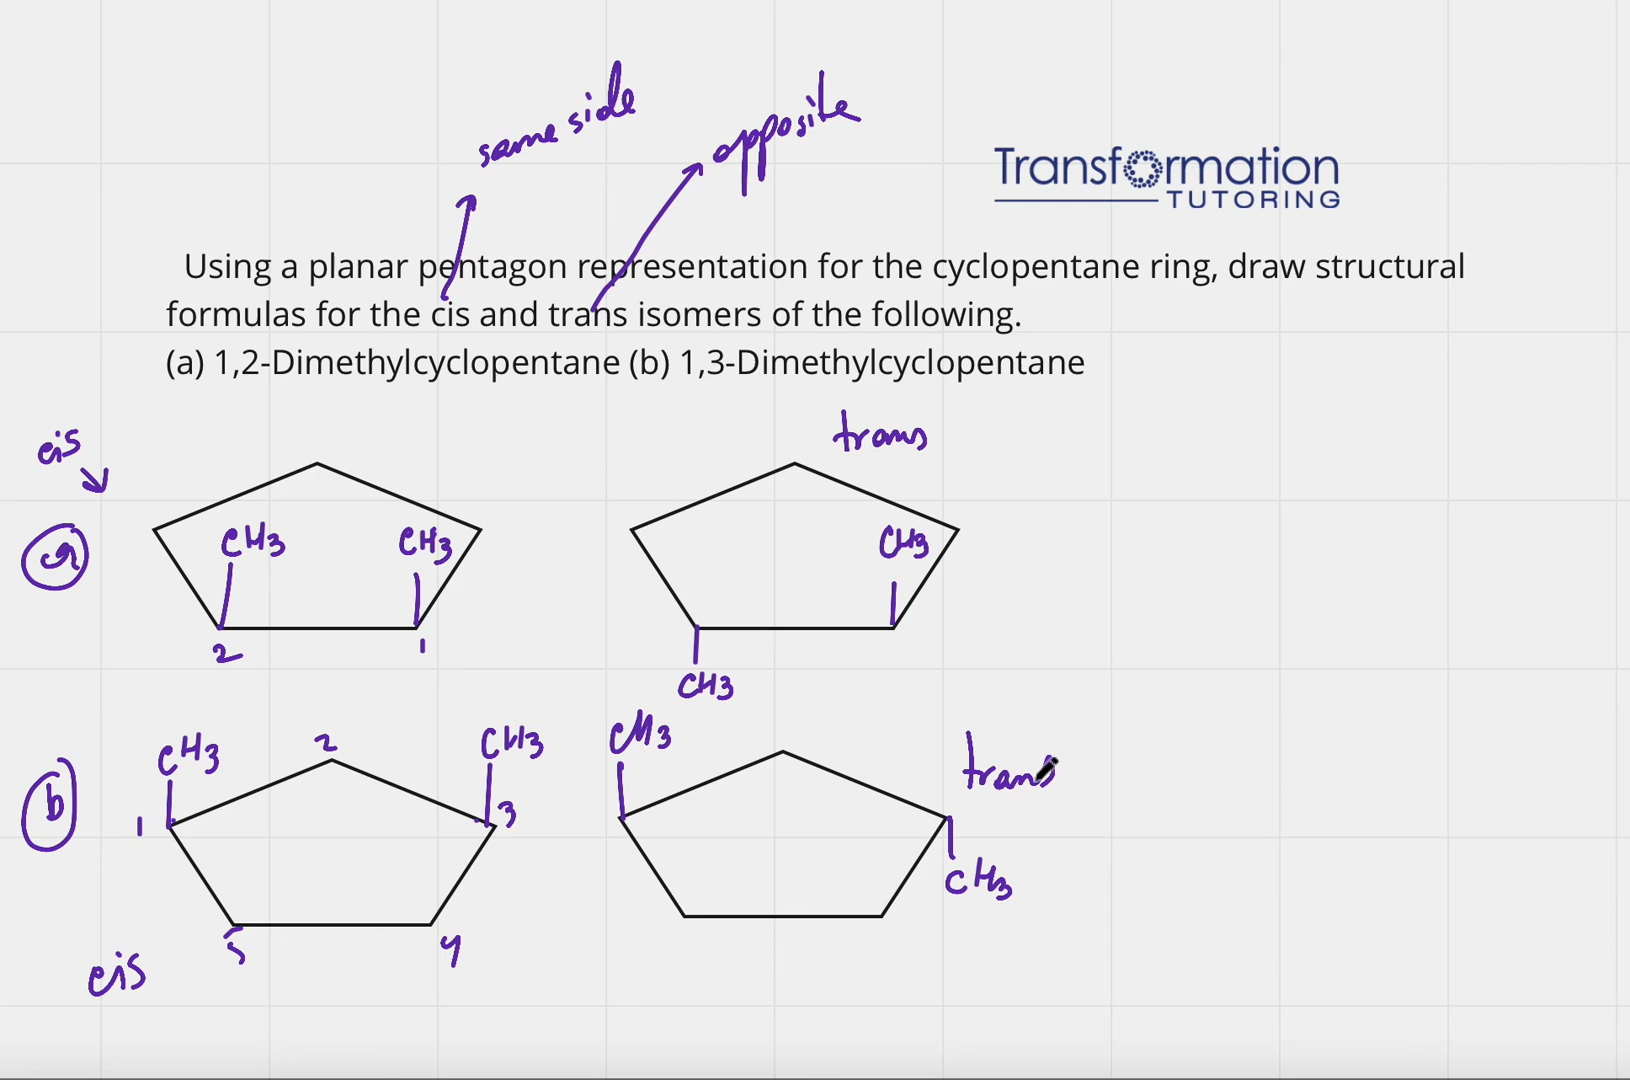 same side
opposite
Transformation
TUTORING
Using a planar pentagon representation for the cyclopentane ring, draw structural
formulas for the cis and trans isomers of the following.
(a) 1,2-Dimethylcyclopentane (b) 1,3-Dimethylcyclopentane
cis
trans
a
CH3 CH3
CH3
2 1
CH3
b
CH3 2 CH3
CH3
trans
1 3
CH3
5 4
cis